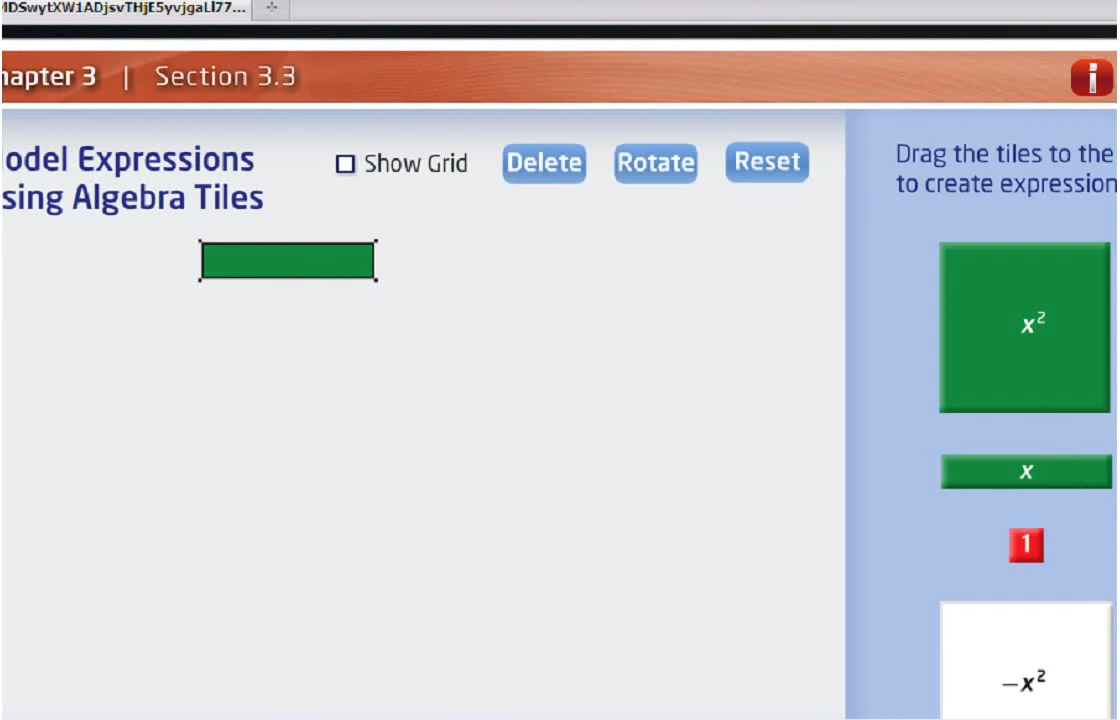 hapter 3 | Section 3.3
odel Expressions
sing Algebra Tiles
Show Grid
Delete
Rotate
Reset
Drag the tiles to the
to create expression
x²
x
1
−x²